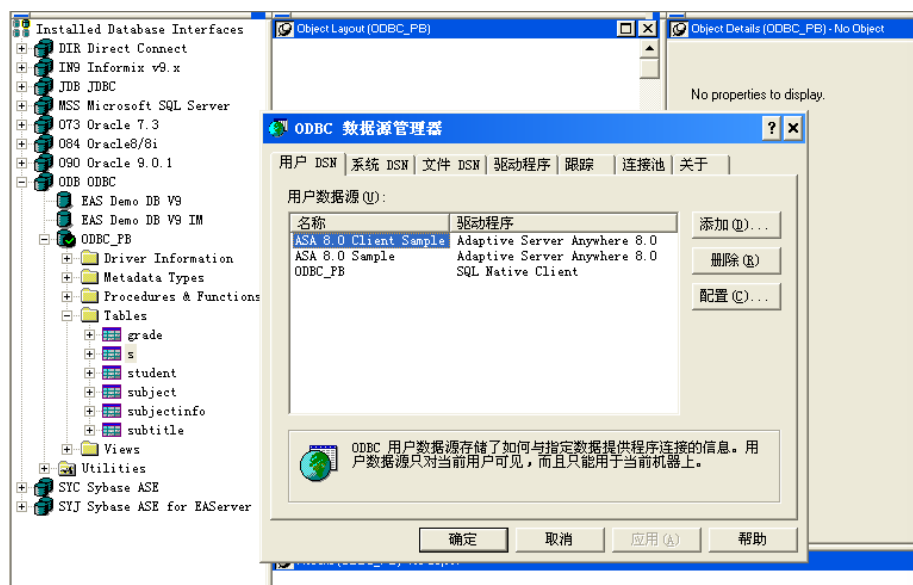 Installed Database Interfaces
DIR Direct Connect
IN9 Informix v9.x
JDB JDBC
MSS Microsoft SQL Server
O73 Oracle 7.3
O84 Oracle8/8i
O90 Oracle 9.0.1
ODB ODBC
EAS Demo DB V9
EAS Demo DB V9 IM
ODBC_PB
Driver Information
Metadata Types
Procedures & Functions
Tables
grade
s
student
subject
subjectinfo
subtitle
Views
Utilities
SYC Sybase ASE
SYJ Sybase ASE for EAServer
Object Layout (ODBC_PB)
Object Details (ODBC_PB) - No Object
No properties to display.
ODBC 数据源管理器
用户 DSN 系统 DSN 文件 DSN 驱动程序 跟踪 连接池 关于
用户数据源(U):
名称 驱动程序
ASA 8.0 Client Sample Adaptive Server Anywhere 8.0
ASA 8.0 Sample Adaptive Server Anywhere 8.0
ODBC_PB SQL Native Client
添加(D)...
删除(R)
配置(C)...
ODBC 用户数据源存储了如何与指定数据提供程序连接的信息。用
户数据源只对当前用户可见，而且只能用于当前机器上。
确定 取消 应用(A) 帮助